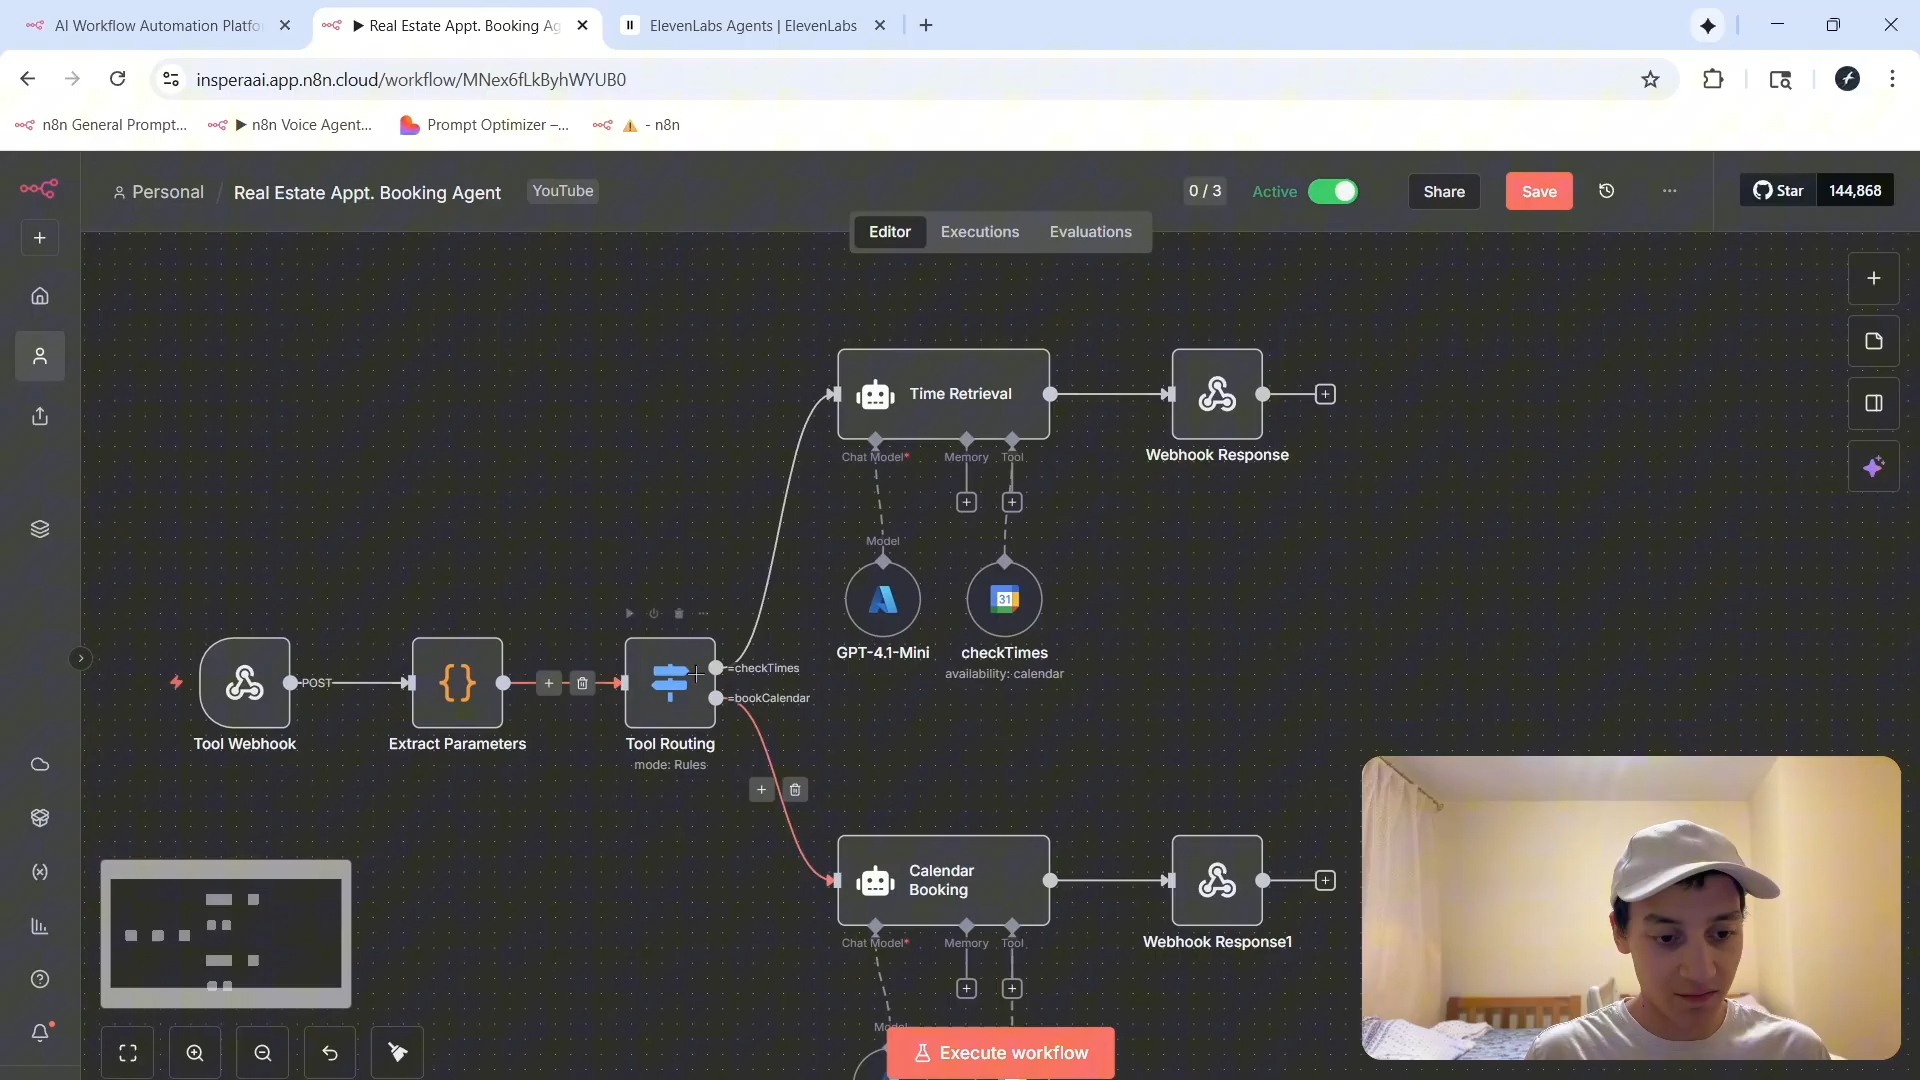 AI Workflow Automation Platfo
▶ Real Estate Appt. Booking Ag
ElevenLabs Agents | ElevenLabs
insperaai.app.n8n.cloud/workflow/MNex6fLkByhWYUB0
n8n General Prompt...
▶ n8n Voice Agent...
Prompt Optimizer –...
⚠ - n8n
Personal / Real Estate Appt. Booking Agent
YouTube
0 / 3
Active
Share
Save
Star
144,868
Editor
Executions
Evaluations
Time Retrieval
Webhook Response
Chat Model*
Memory
Tool
Model
GPT-4.1-Mini
31
checkTimes
availability: calendar
POST
=checkTimes
=bookCalendar
Tool Webhook
Extract Parameters
Tool Routing
mode: Rules
Calendar
Booking
Webhook Response1
Chat Model*
Memory
Tool
Model
Execute workflow